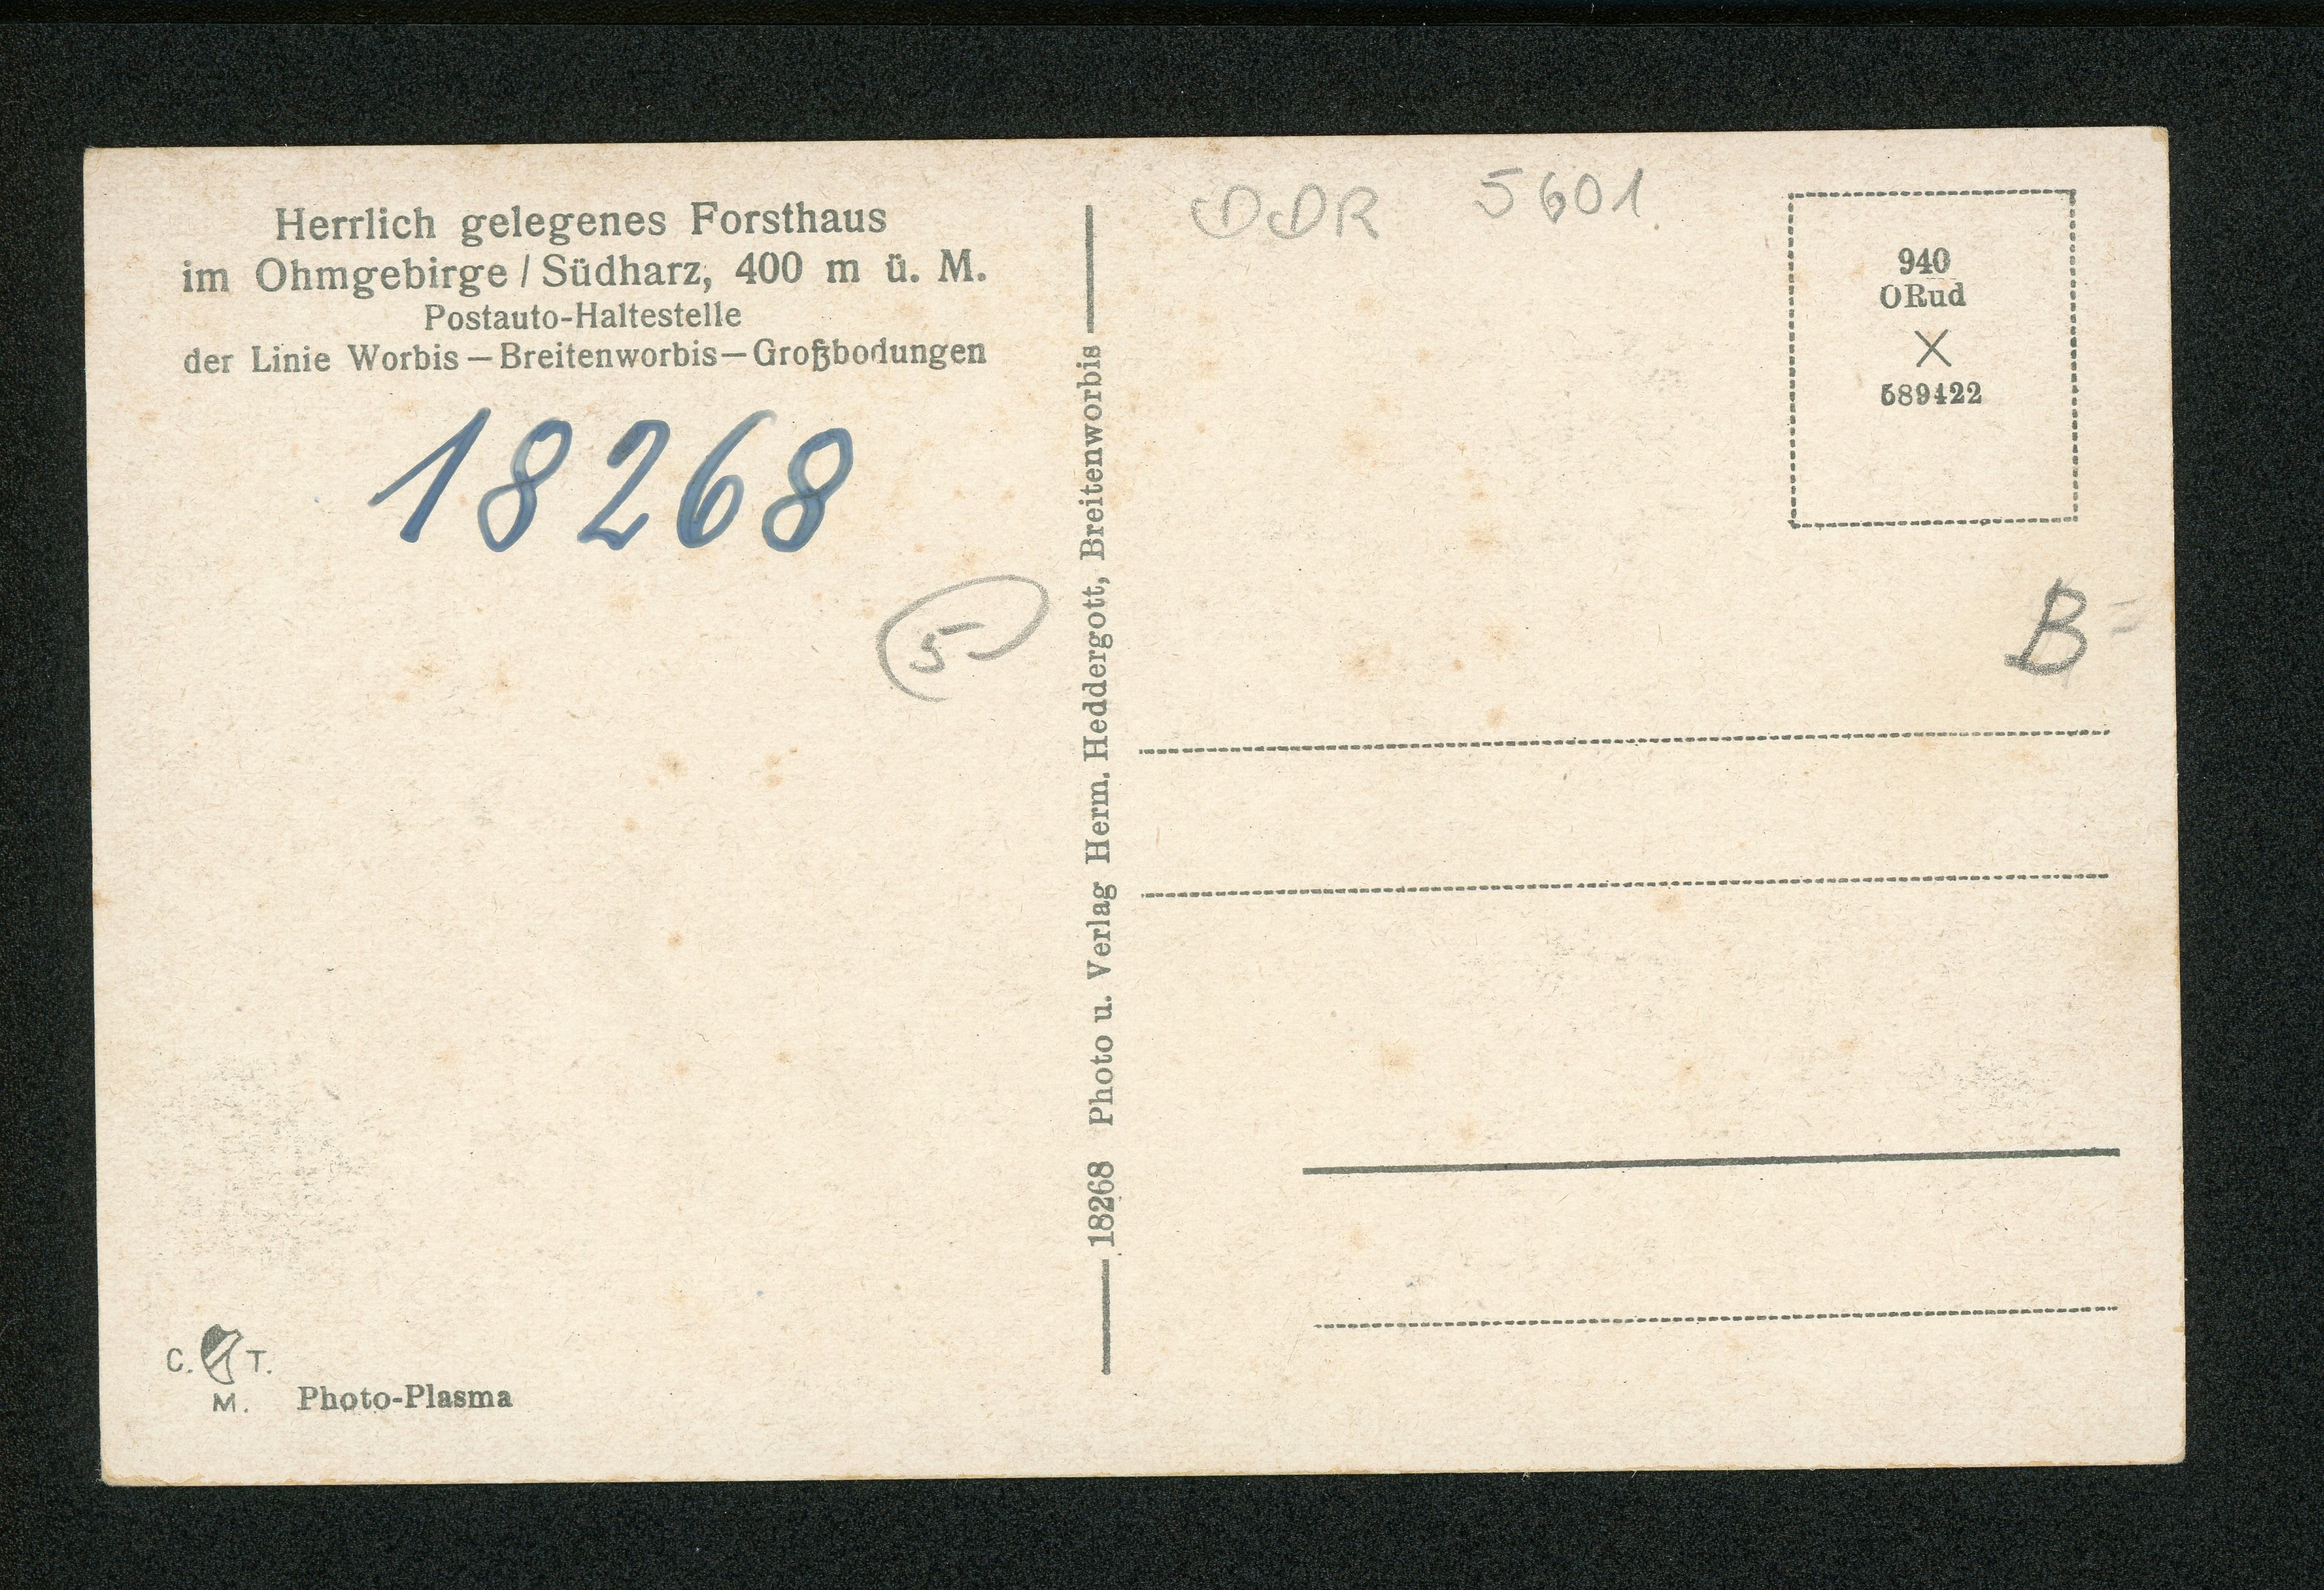 Herrlich gelegenes Forsthaus
im Ohmgebirge / Südharz, 400 m ü. M.
Postauto-Haltestelle
der Linie Worbis – Breitenworbis – Großbodungen
18268
5-
18268 Photo u. Verlag Herm. Heddergott, Breitenworbis
C. T.
M. Photo-Plasma
DDR 5601
940
ORud
X
589422
B=